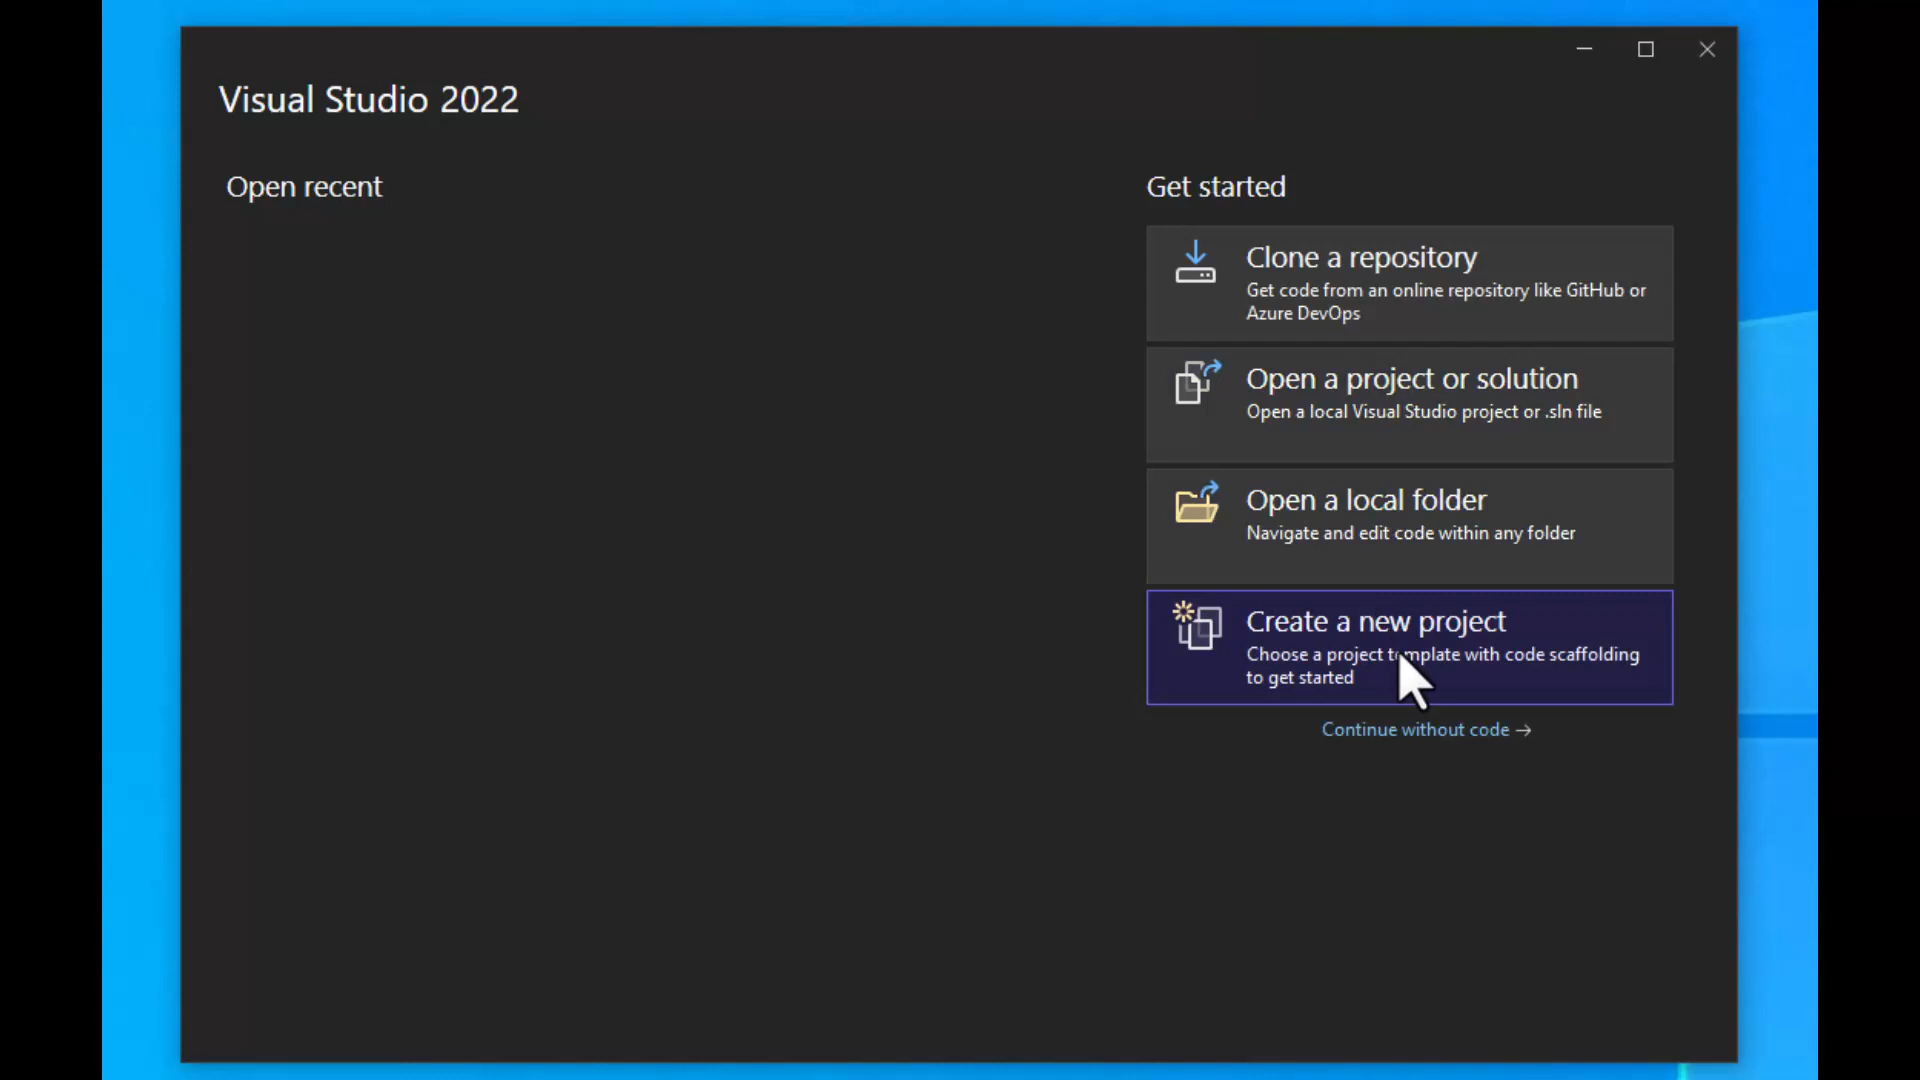 Visual Studio 2022
Open recent
Get started
Clone a repository
Get code from an online repository like GitHub or
Azure DevOps
Open a project or solution
Open a local Visual Studio project or .sln file
Open a local folder
Navigate and edit code within any folder
Create a new project
Choose a project template with code scaffolding
to get started
Continue without code →